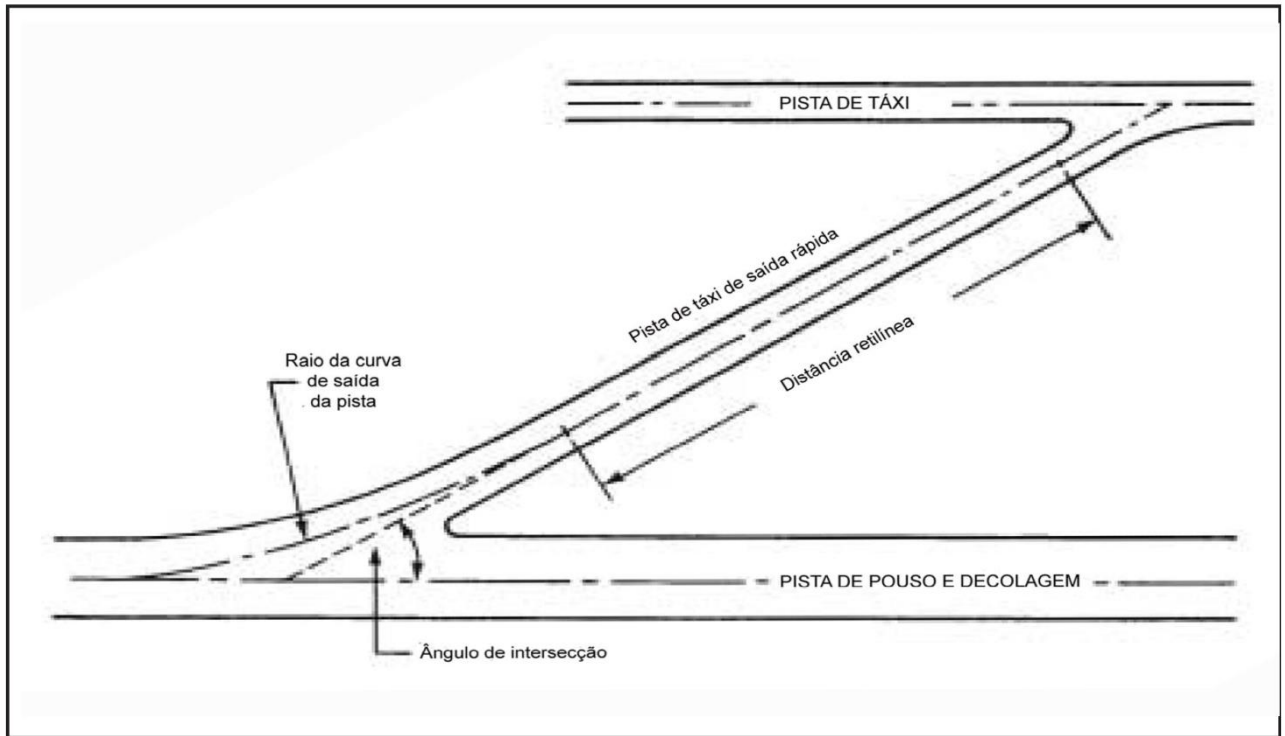 PISTA DE TÁXI
Pista de táxi de saída rápida
Distância retilínea
Raio da curva
de saída
da pista
PISTA DE POUSO E DECOLAGEM
Ângulo de intersecção